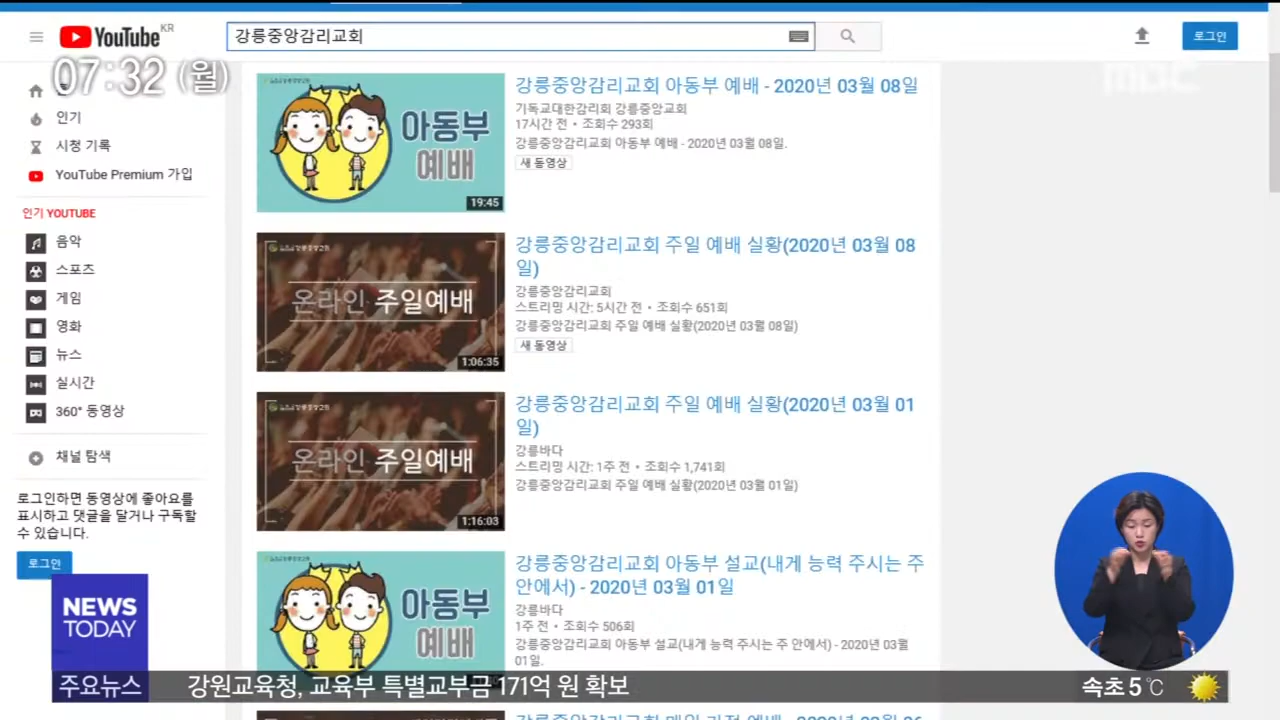 YouTube KR
강릉중앙감리교회
로그인
07:32 (월)
mbc
인기
시청 기록
YouTube Premium 가입
인기 YOUTUBE
음악
스포츠
게임
영화
뉴스
실시간
360° 동영상
채널 탐색
로그인하면 동영상에 좋아요를
표시하고 댓글을 달거나 구독할
수 있습니다.
로그인
아동부
예배
19:45
강릉중앙감리교회 아동부 예배 - 2020년 03월 08일
기독교대한감리회 강릉중앙교회
17시간 전 • 조회수 293회
강릉중앙감리교회 아동부 예배 - 2020년 03월 08일.
새 동영상
온라인 주일예배
1:06:35
강릉중앙감리교회 주일 예배 실황(2020년 03월 08
일)
강릉중앙감리교회
스트리밍 시간: 5시간 전 • 조회수 651회
강릉중앙감리교회 주일 예배 실황(2020년 03월 08일)
새 동영상
온라인 주일예배
1:16:03
강릉중앙감리교회 주일 예배 실황(2020년 03월 01
일)
강릉바다
스트리밍 시간: 1주 전 • 조회수 1,741회
강릉중앙감리교회 주일 예배 실황(2020년 03월 01일)
아동부
예배
강릉중앙감리교회 아동부 설교(내게 능력 주시는 주
안에서) - 2020년 03월 01일
강릉바다
1주 전 • 조회수 506회
강릉중앙감리교회 아동부 설교(내게 능력 주시는 주 안에서) - 2020년 03월
01일.
NEWS
TODAY
주요뉴스
강원교육청, 교육부 특별교부금 171억 원 확보
속초 5℃